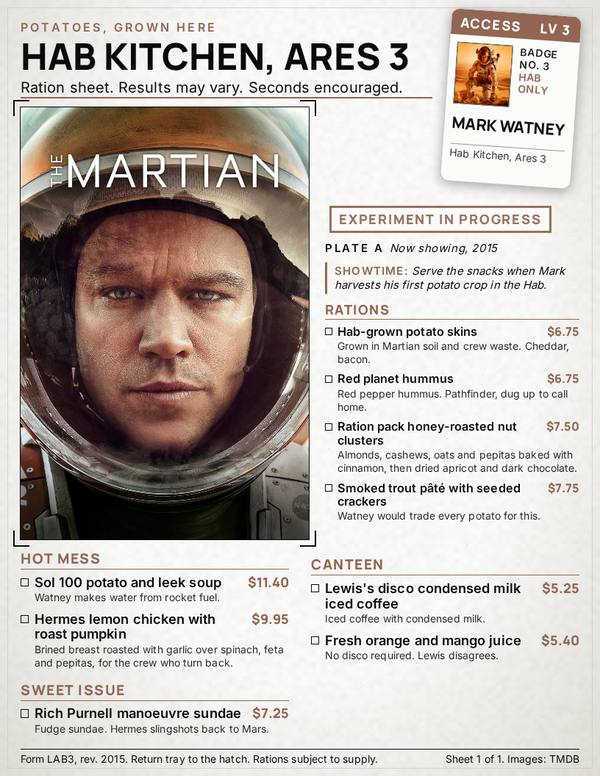 POTATOES, GROWN HERE
HAB KITCHEN, ARES 3
Ration sheet. Results may vary. Seconds encouraged.
ACCESS LV 3
BADGE
NO. 3
HAB
ONLY
MARK WATNEY
Hab Kitchen, Ares 3
THE MARTIAN
EXPERIMENT IN PROGRESS
PLATE A Now showing, 2015
SHOWTIME: Serve the snacks when Mark
harvests his first potato crop in the Hab.
RATIONS
Hab-grown potato skins $6.75
Grown in Martian soil and crew waste. Cheddar,
bacon.
Red planet hummus $6.75
Red pepper hummus. Pathfinder, dug up to call
home.
Ration pack honey-roasted nut $7.50
clusters
Almonds, cashews, oats and pepitas baked with
cinnamon, then dried apricot and dark chocolate.
Smoked trout pâté with seeded $7.75
crackers
Watney would trade every potato for this.
HOT MESS
Sol 100 potato and leek soup $11.40
Watney makes water from rocket fuel.
Hermes lemon chicken with $9.95
roast pumpkin
Brined breast roasted with garlic over spinach, feta
and pepitas, for the crew who turn back.
SWEET ISSUE
Rich Purnell manoeuvre sundae $7.25
Fudge sundae. Hermes slingshots back to Mars.
CANTEEN
Lewis's disco condensed milk $5.25
iced coffee
Iced coffee with condensed milk.
Fresh orange and mango juice $5.40
No disco required. Lewis disagrees.
Form LAB3, rev. 2015. Return tray to the hatch. Rations subject to supply.
Sheet 1 of 1. Images: TMDB